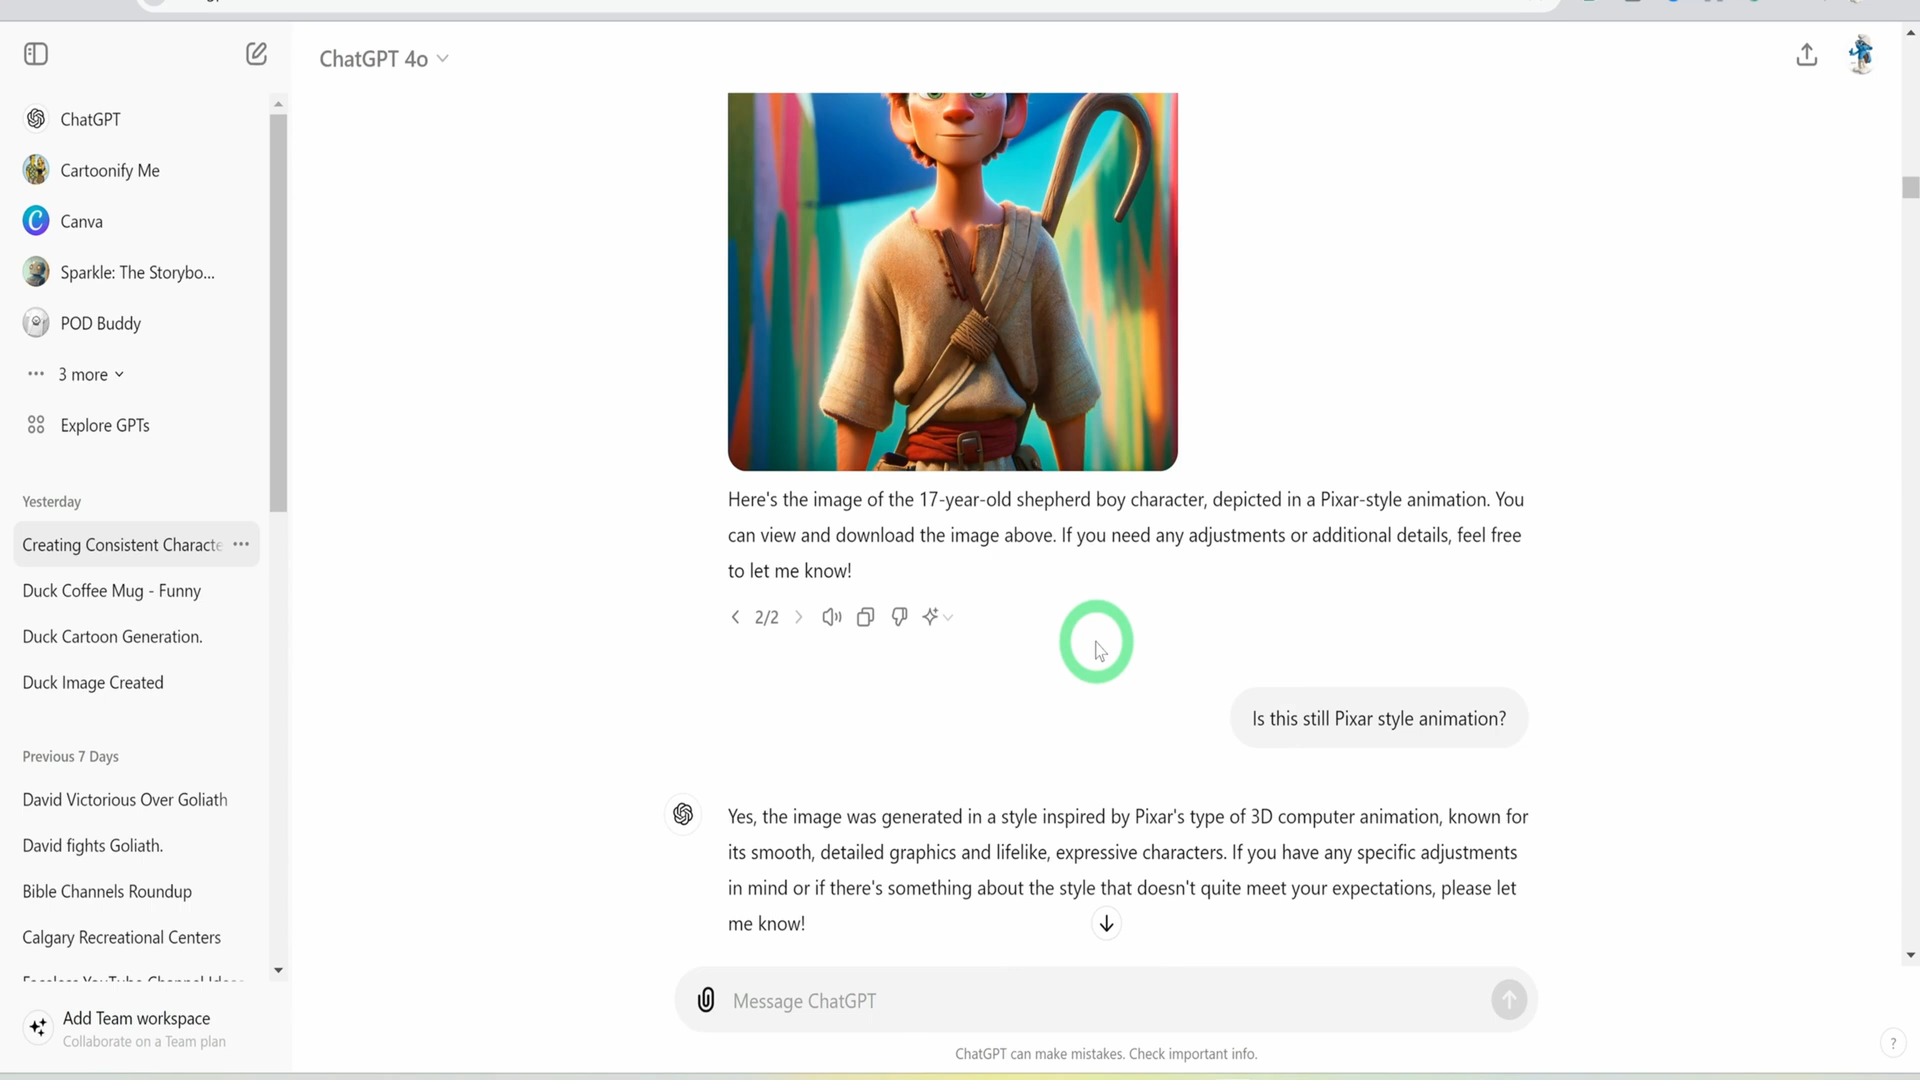 ChatGPT 4o
ChatGPT
Cartoonify Me
Canva
Sparkle: The Storybo...
POD Buddy
3 more
Explore GPTs
Yesterday
Creating Consistent Characte
Duck Coffee Mug - Funny
Duck Cartoon Generation.
Duck Image Created
Previous 7 Days
David Victorious Over Goliath
David fights Goliath.
Bible Channels Roundup
Calgary Recreational Centers
Faceless YouTube Channel Ideas
Add Team workspace
Collaborate on a Team plan
Here's the image of the 17-year-old shepherd boy character, depicted in a Pixar-style animation. You
can view and download the image above. If you need any adjustments or additional details, feel free
to let me know!
2/2
Is this still Pixar style animation?
Yes, the image was generated in a style inspired by Pixar's type of 3D computer animation, known for
its smooth, detailed graphics and lifelike, expressive characters. If you have any specific adjustments
in mind or if there's something about the style that doesn't quite meet your expectations, please let
me know!
Message ChatGPT
ChatGPT can make mistakes. Check important info.
?